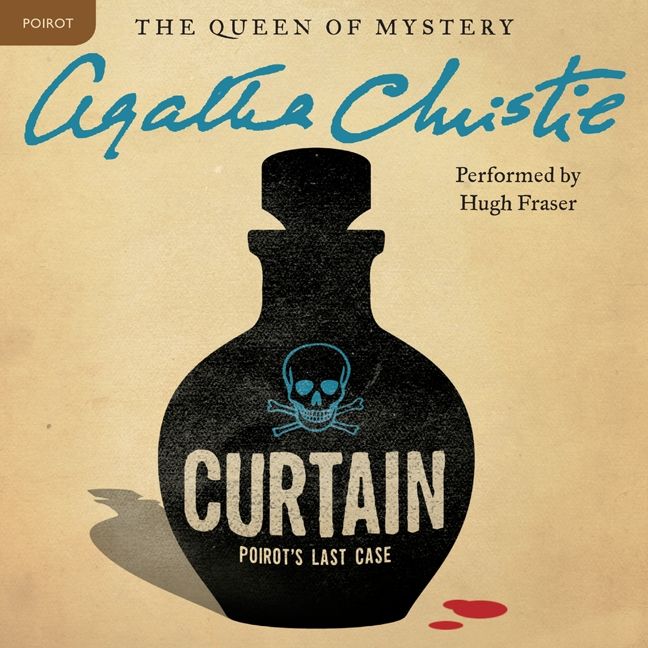 POIROT
THE QUEEN OF MYSTERY
Agatha Christie
Performed by
Hugh Fraser
CURTAIN
POIROT'S LAST CASE